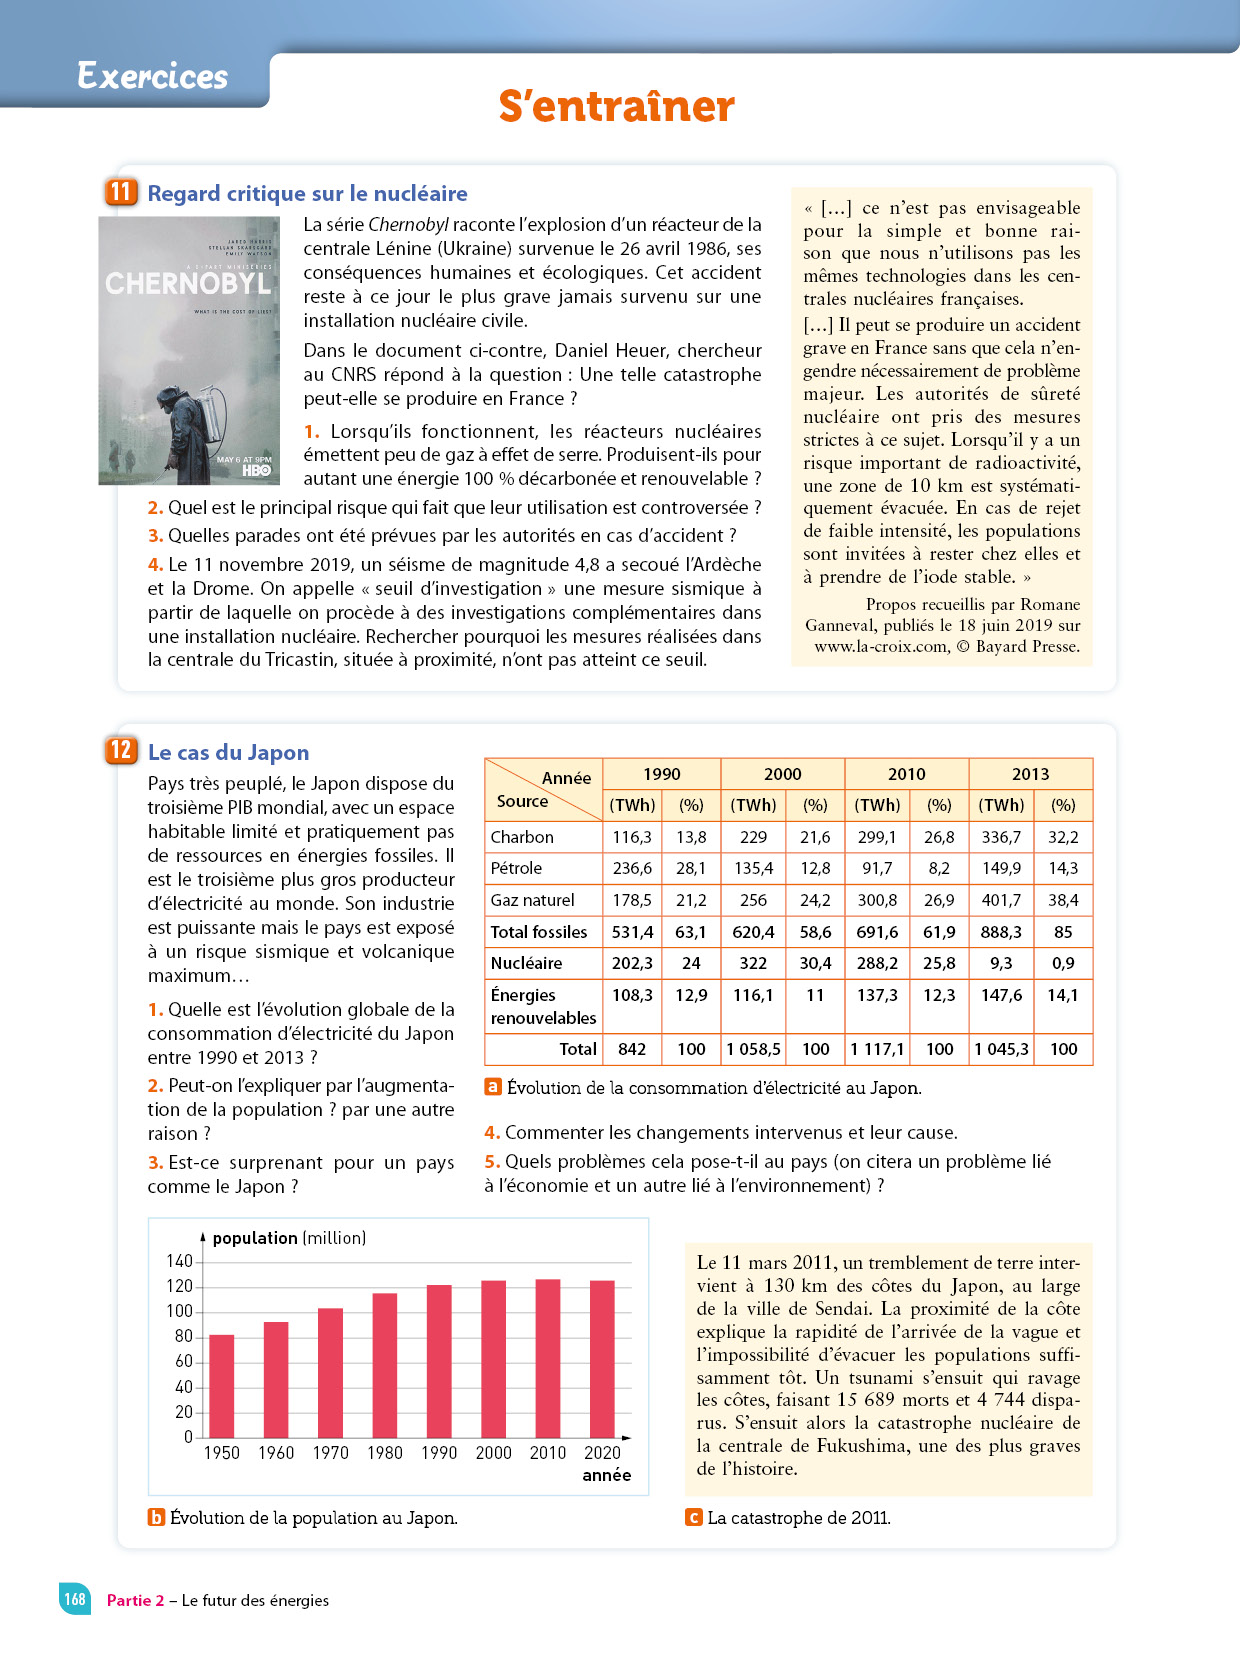 Exercices
S'entraîner
11 Regard critique sur le nucléaire
JARED HARRIS
STELLAN SKARSGARD
EMILY WATSON
A 5-PART MINISERIES
CHERNOBYL
WHAT IS THE COST OF LIES?
MAY 6 AT 9PM
HBO
La série Chernobyl raconte l'explosion d'un réacteur de la
centrale Lénine (Ukraine) survenue le 26 avril 1986, ses
conséquences humaines et écologiques. Cet accident
reste à ce jour le plus grave jamais survenu sur une
installation nucléaire civile.
Dans le document ci-contre, Daniel Heuer, chercheur
au CNRS répond à la question : Une telle catastrophe
peut-elle se produire en France ?
1. Lorsqu'ils fonctionnent, les réacteurs nucléaires
émettent peu de gaz à effet de serre. Produisent-ils pour
autant une énergie 100 % décarbonée et renouvelable ?
2. Quel est le principal risque qui fait que leur utilisation est controversée ?
3. Quelles parades ont été prévues par les autorités en cas d'accident ?
4. Le 11 novembre 2019, un séisme de magnitude 4,8 a secoué l'Ardèche
et la Drome. On appelle « seuil d'investigation » une mesure sismique à
partir de laquelle on procède à des investigations complémentaires dans
une installation nucléaire. Rechercher pourquoi les mesures réalisées dans
la centrale du Tricastin, située à proximité, n'ont pas atteint ce seuil.
« […] ce n'est pas envisageable
pour la simple et bonne rai-
son que nous n'utilisons pas les
mêmes technologies dans les cen-
trales nucléaires françaises.
[…] Il peut se produire un accident
grave en France sans que cela n'en-
gendre nécessairement de problème
majeur. Les autorités de sûreté
nucléaire ont pris des mesures
strictes à ce sujet. Lorsqu'il y a un
risque important de radioactivité,
une zone de 10 km est systémati-
quement évacuée. En cas de rejet
de faible intensité, les populations
sont invitées à rester chez elles et
à prendre de l'iode stable. »
Propos recueillis par Romane
Ganneval, publiés le 18 juin 2019 sur
www.la-croix.com, © Bayard Presse.
12 Le cas du Japon
Pays très peuplé, le Japon dispose du
troisième PIB mondial, avec un espace
habitable limité et pratiquement pas
de ressources en énergies fossiles. Il
est le troisième plus gros producteur
d'électricité au monde. Son industrie
est puissante mais le pays est exposé
à un risque sismique et volcanique
maximum…
1. Quelle est l'évolution globale de la
consommation d'électricité du Japon
entre 1990 et 2013 ?
2. Peut-on l'expliquer par l'augmenta-
tion de la population ? par une autre
raison ?
3. Est-ce surprenant pour un pays
comme le Japon ?
Année 1990 2000 2010 2013
Source (TWh) (%) (TWh) (%) (TWh) (%) (TWh) (%)
Charbon 116,3 13,8 229 21,6 299,1 26,8 336,7 32,2
Pétrole 236,6 28,1 135,4 12,8 91,7 8,2 149,9 14,3
Gaz naturel 178,5 21,2 256 24,2 300,8 26,9 401,7 38,4
Total fossiles 531,4 63,1 620,4 58,6 691,6 61,9 888,3 85
Nucléaire 202,3 24 322 30,4 288,2 25,8 9,3 0,9
Énergies 108,3 12,9 116,1 11 137,3 12,3 147,6 14,1
renouvelables
Total 842 100 1 058,5 100 1 117,1 100 1 045,3 100
a Évolution de la consommation d'électricité au Japon.
4. Commenter les changements intervenus et leur cause.
5. Quels problèmes cela pose-t-il au pays (on citera un problème lié
à l'économie et un autre lié à l'environnement) ?
population (million)
140
120
100
80
60
40
20
0
1950 1960 1970 1980 1990 2000 2010 2020
année
b Évolution de la population au Japon.
Le 11 mars 2011, un tremblement de terre inter-
vient à 130 km des côtes du Japon, au large
de la ville de Sendai. La proximité de la côte
explique la rapidité de l'arrivée de la vague et
l'impossibilité d'évacuer les populations suffi-
samment tôt. Un tsunami s'ensuit qui ravage
les côtes, faisant 15 689 morts et 4 744 dispa-
rus. S'ensuit alors la catastrophe nucléaire de
la centrale de Fukushima, une des plus graves
de l'histoire.
c La catastrophe de 2011.
168 Partie 2 – Le futur des énergies